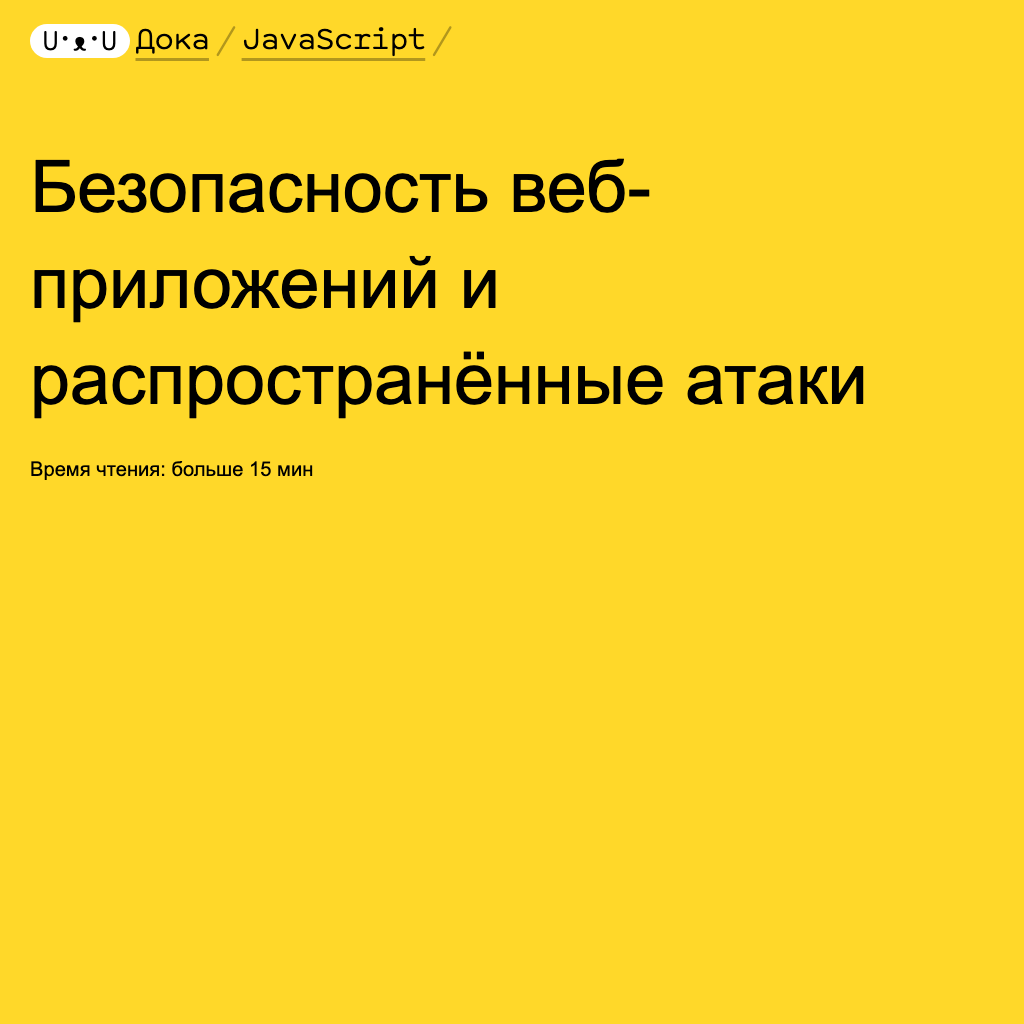 U·ᴥ·U Дока / JavaScript /
Безопасность веб-
приложений и
распространённые атаки
Время чтения: больше 15 мин